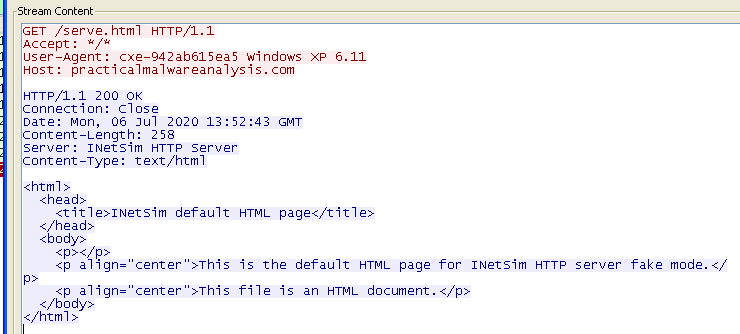 Stream Content
GET /serve.html HTTP/1.1
Accept: */*
User-Agent: cxe-942ab615ea5 Windows XP 6.11
Host: practicalmalwareanalysis.com
HTTP/1.1 200 OK
Connection: Close
Date: Mon, 06 Jul 2020 13:52:43 GMT
Content-Length: 258
Server: INetSim HTTP Server
Content-Type: text/html
<html>
  <head>
    <title>INetSim default HTML page</title>
  </head>
  <body>
    <p></p>
    <p align="center">This is the default HTML page for INetSim HTTP server fake mode.</
p>
    <p align="center">This file is an HTML document.</p>
  </body>
</html>